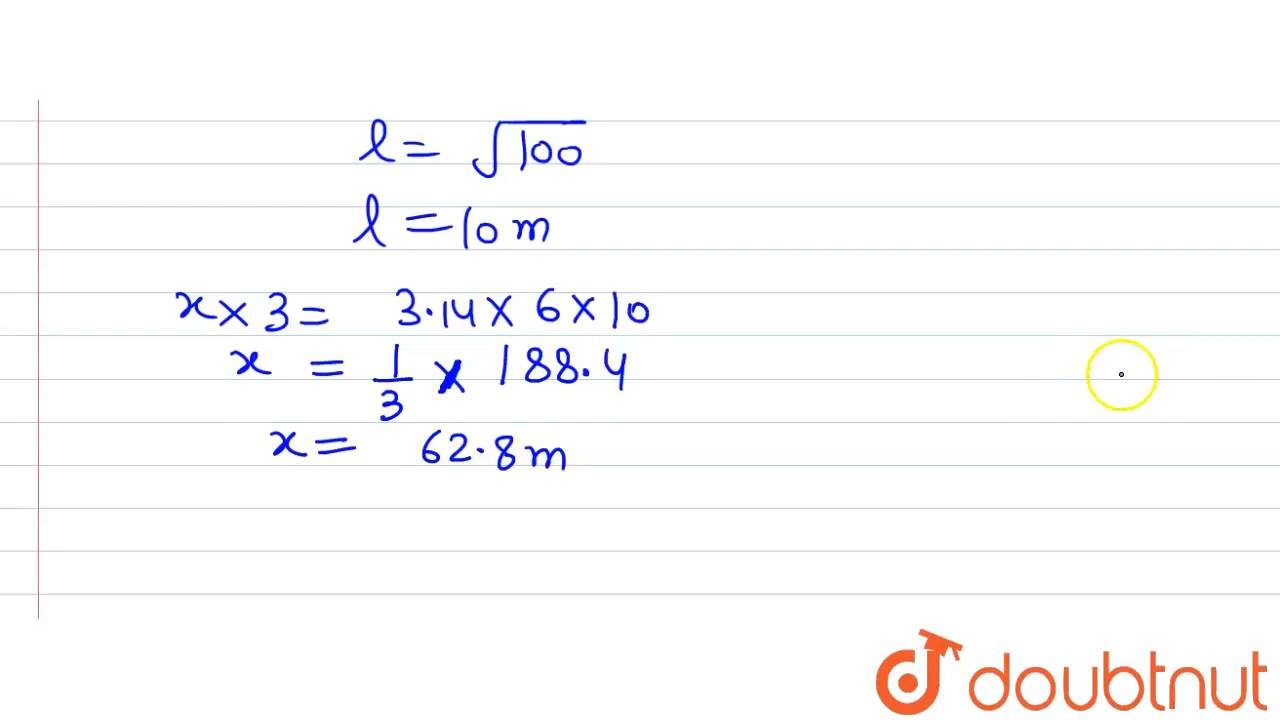 l = √100
l = 10 m
x × 3 = 3.14 × 6 × 10
x = 1/3 × 188.4
x = 62.8 m
doubtnut